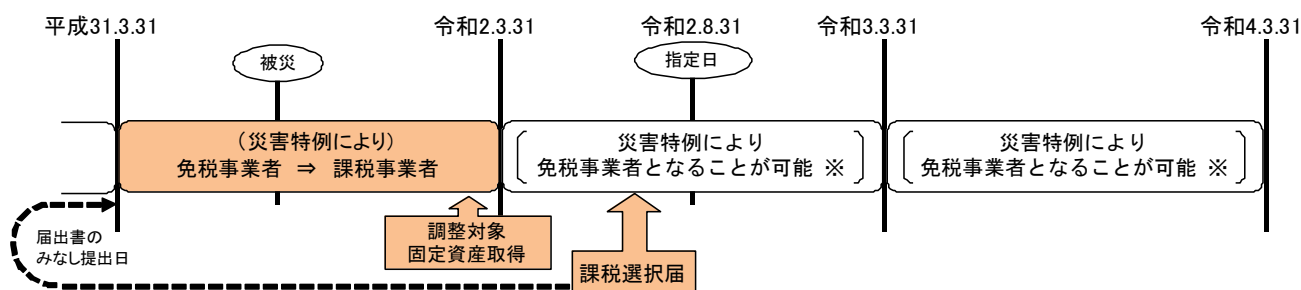 平成31.3.31
令和2.3.31
令和2.8.31
令和3.3.31
令和4.3.31
被災
指定日
(災害特例により)
免税事業者 ⇒ 課税事業者
災害特例により
免税事業者となることが可能 ※
災害特例により
免税事業者となることが可能 ※
届出書の
みなし提出日
調整対象
固定資産取得
課税選択届